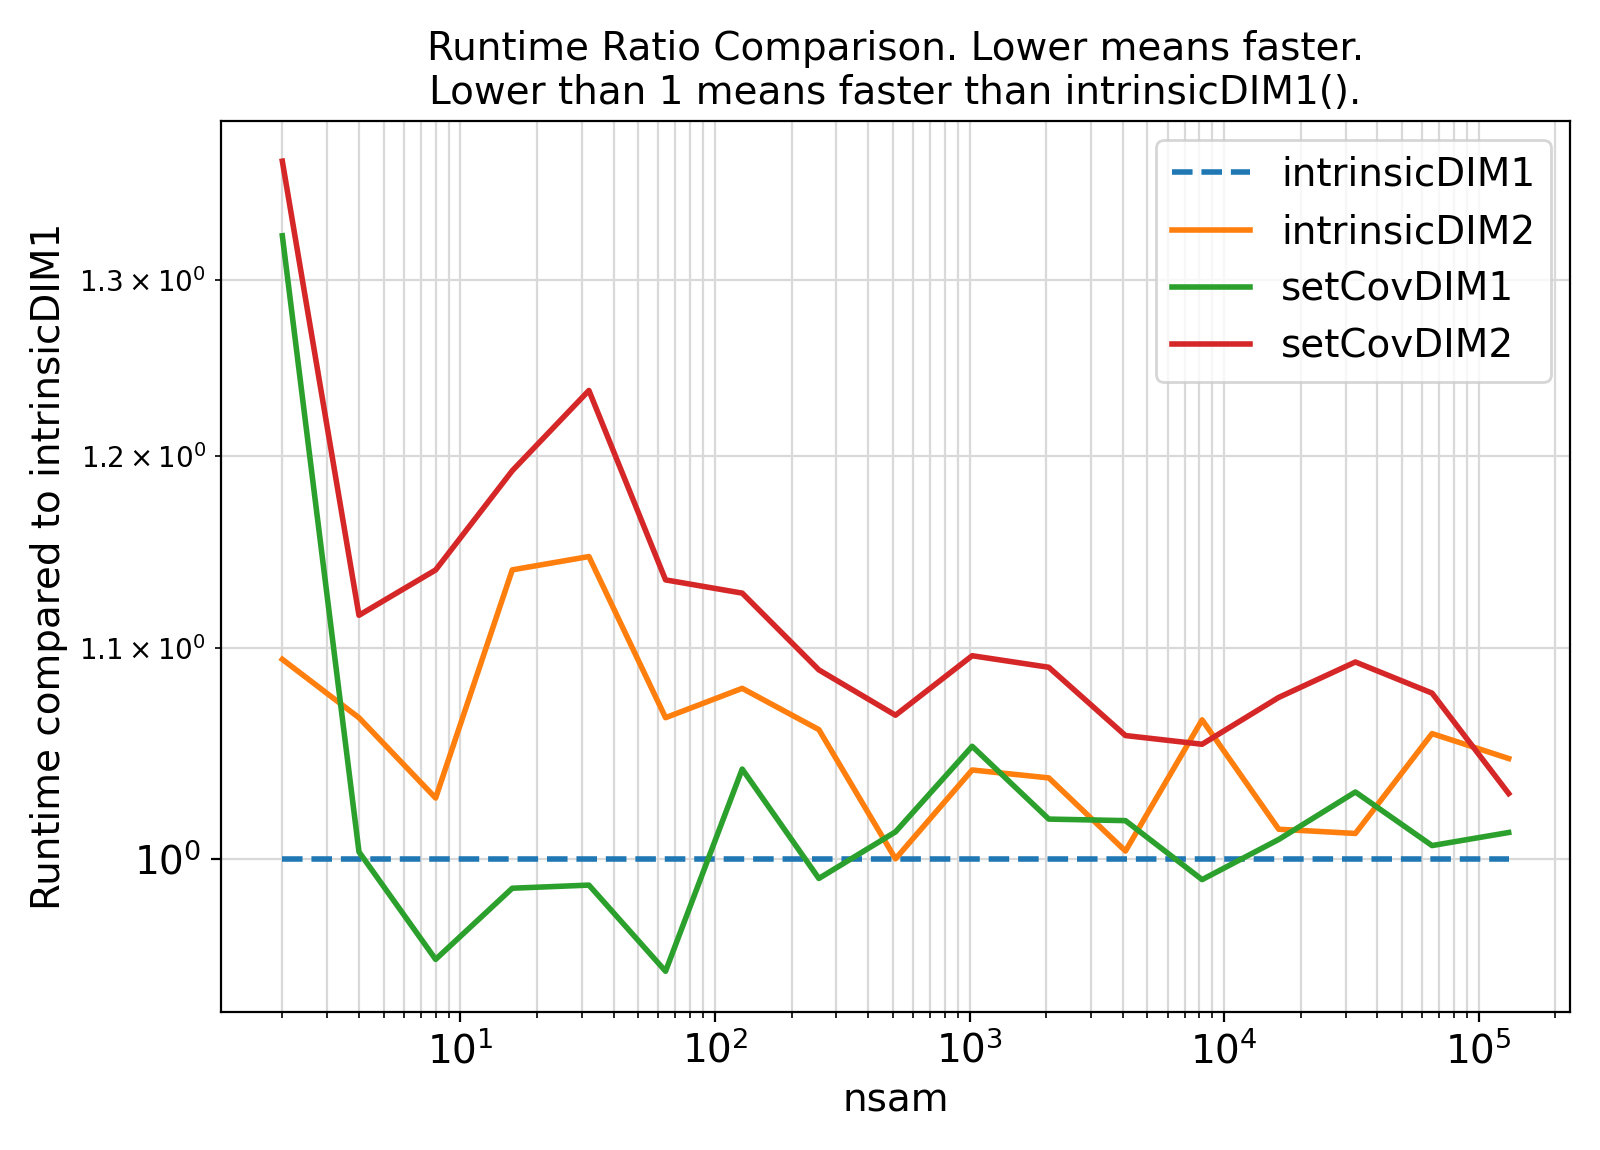 Runtime Ratio Comparison. Lower means faster.
Lower than 1 means faster than intrinsicDIM1().
Runtime compared to intrinsicDIM1
1.3 × 10⁰
1.2 × 10⁰
1.1 × 10⁰
10⁰
intrinsicDIM1
intrinsicDIM2
setCovDIM1
setCovDIM2
10¹ 10² 10³ 10⁴ 10⁵
nsam